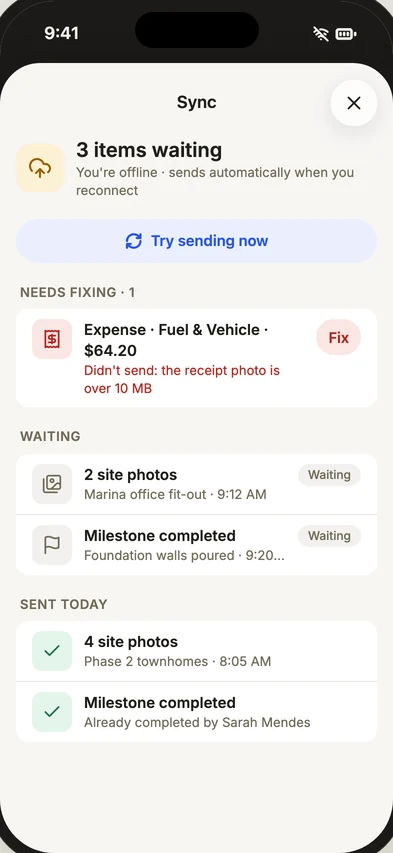 9:41
Sync
3 items waiting
You're offline · sends automatically when you
reconnect
Try sending now
NEEDS FIXING · 1
Expense · Fuel & Vehicle ·
$64.20
Didn't send: the receipt photo is
over 10 MB
Fix
WAITING
2 site photos
Marina office fit-out · 9:12 AM
Waiting
Milestone completed
Foundation walls poured · 9:20...
Waiting
SENT TODAY
4 site photos
Phase 2 townhomes · 8:05 AM
Milestone completed
Already completed by Sarah Mendes